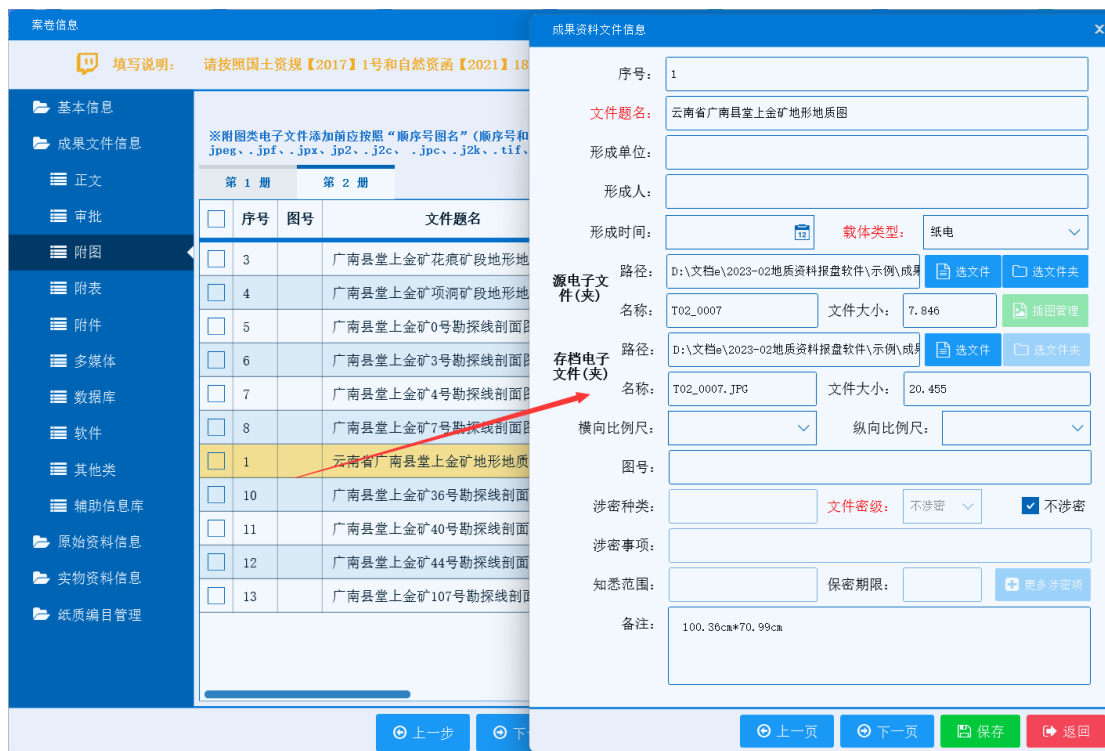 案卷信息
填写说明： 请按照国土资规【2017】1号和自然资函【2021】18
基本信息
成果文件信息
正文
审批
附图
附表
附件
多媒体
数据库
软件
其他类
辅助信息库
原始资料信息
实物资料信息
纸质编目管理
※附图类电子文件添加前应按照“顺序号图名”（顺序号和
jpeg、.jpf、.jpx、jp2、.j2c、 .jpc、.j2k、.tif、
第 1 册 第 2 册
序号 图号 文件题名
3 广南县堂上金矿花痕矿段地形地
4 广南县堂上金矿项洞矿段地形地
5 广南县堂上金矿0号勘探线剖面图
6 广南县堂上金矿3号勘探线剖面图
7 广南县堂上金矿4号勘探线剖面图
8 广南县堂上金矿7号勘探线剖面图
1 云南省广南县堂上金矿地形地质
10 广南县堂上金矿36号勘探线剖面
11 广南县堂上金矿40号勘探线剖面
12 广南县堂上金矿44号勘探线剖面
13 广南县堂上金矿107号勘探线剖面
上一步 下一
成果资料文件信息 x
序号： 1
文件题名： 云南省广南县堂上金矿地形地质图
形成单位：
形成人：
形成时间： 12 载体类型： 纸电
源电子文件(夹)
路径： D:\文档e\2023-02地质资料报盘软件\示例\成果 选文件 选文件夹
名称： T02_0007 文件大小： 7.846 插图管理
存档电子文件(夹)
路径： D:\文档e\2023-02地质资料报盘软件\示例\成果 选文件 选文件夹
名称： T02_0007.JPG 文件大小： 20.455
横向比例尺： 纵向比例尺：
图号：
涉密种类： 文件密级： 不涉密 不涉密
涉密事项：
知悉范围： 保密期限： 更多涉密项
备注： 100.36cm*70.99cm
上一页 下一页 保存 返回